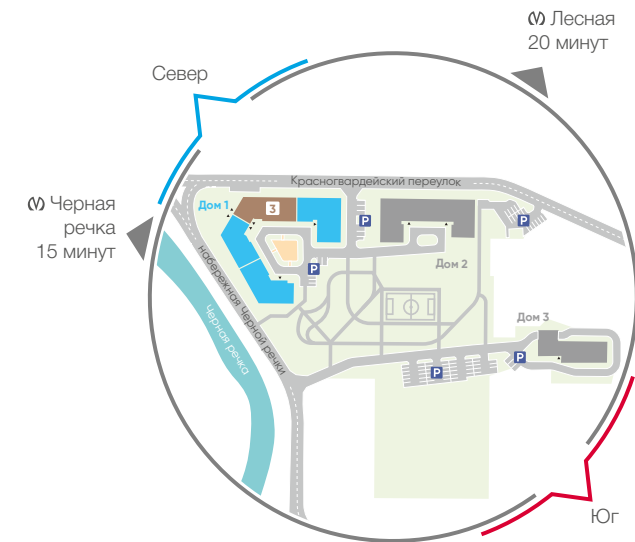 Лесная
20 минут
Север
Красногвардейский переулок
Дом 1
3
P
P
Черная
речка
15 минут
P
Дом 2
набережная Черной речки
Черная речка
Дом 3
P
P
Юг